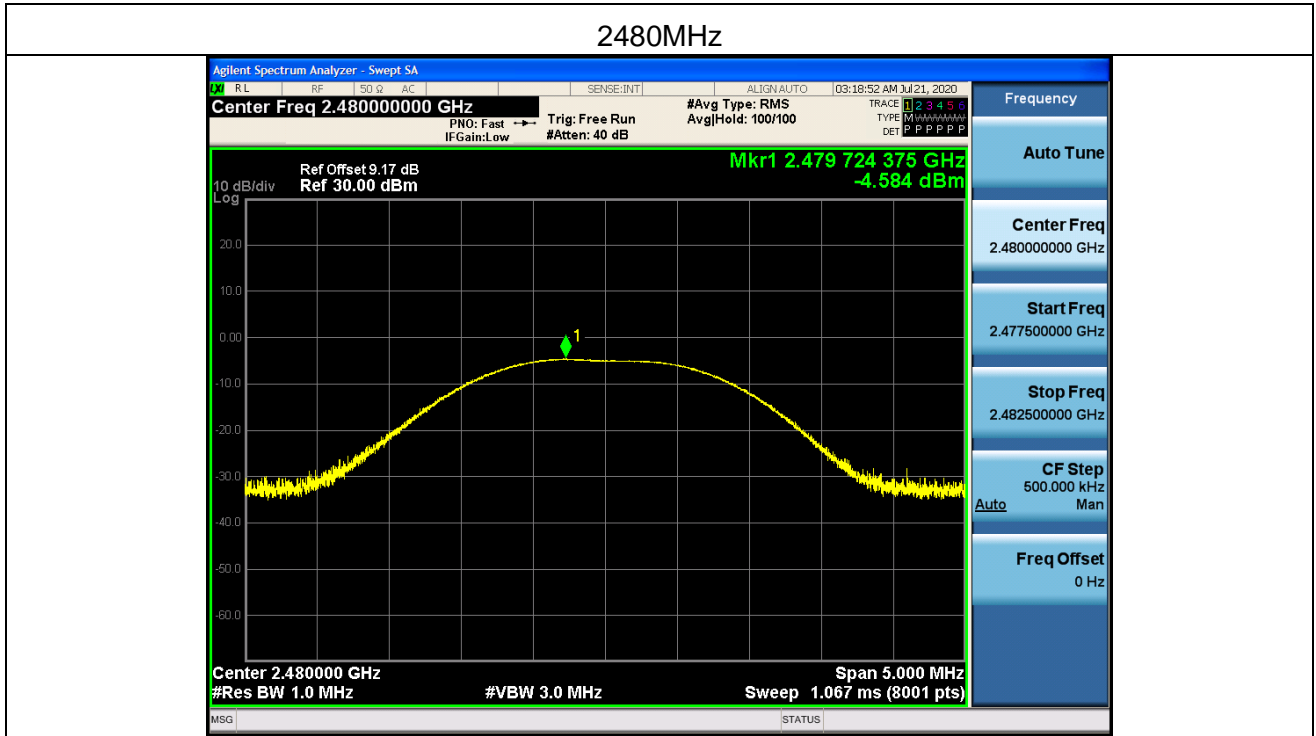 2480MHz
Agilent Spectrum Analyzer - Swept SA
LXI RL RF 50 Ω AC SENSE:INT ALIGN AUTO 03:18:52 AM Jul 21, 2020
Center Freq 2.480000000 GHz #Avg Type: RMS TRACE 1 2 3 4 5 6
PNO: Fast Trig: Free Run Avg|Hold: 100/100 TYPE M WWWWW
IFGain:Low #Atten: 40 dB DET P P P P P P
Mkr1 2.479 724 375 GHz
-4.584 dBm
Ref Offset 9.17 dB
10 dB/div Ref 30.00 dBm
Log
20.0
10.0
0.00
-10.0
-20.0
-30.0
-40.0
-50.0
-60.0
1
Center 2.480000 GHz Span 5.000 MHz
#Res BW 1.0 MHz #VBW 3.0 MHz Sweep 1.067 ms (8001 pts)
MSG STATUS
Frequency
Auto Tune
Center Freq
2.480000000 GHz
Start Freq
2.477500000 GHz
Stop Freq
2.482500000 GHz
CF Step
500.000 kHz
Auto Man
Freq Offset
0 Hz